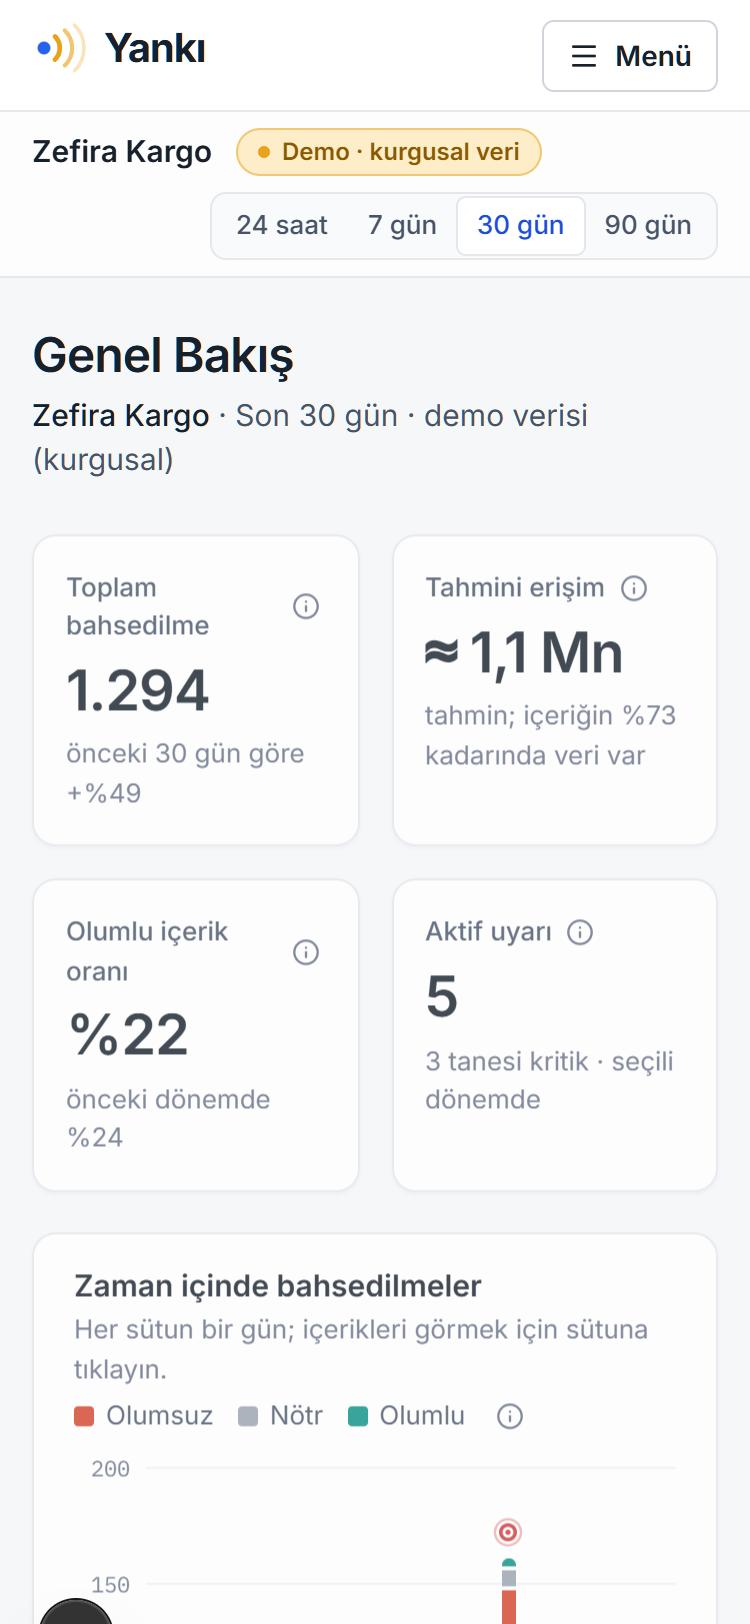 Yankı
Menü
Zefira Kargo
Demo · kurgusal veri
24 saat
7 gün
30 gün
90 gün
Genel Bakış
Zefira Kargo · Son 30 gün · demo verisi
(kurgusal)
Toplam
bahsedilme
1.294
önceki 30 gün göre
+%49
Tahmini erişim
≈ 1,1 Mn
tahmin; içeriğin %73
kadarında veri var
Olumlu içerik
oranı
%22
önceki dönemde
%24
Aktif uyarı
5
3 tanesi kritik · seçili
dönemde
Zaman içinde bahsedilmeler
Her sütun bir gün; içerikleri görmek için sütuna
tıklayın.
Olumsuz
Nötr
Olumlu
200
150